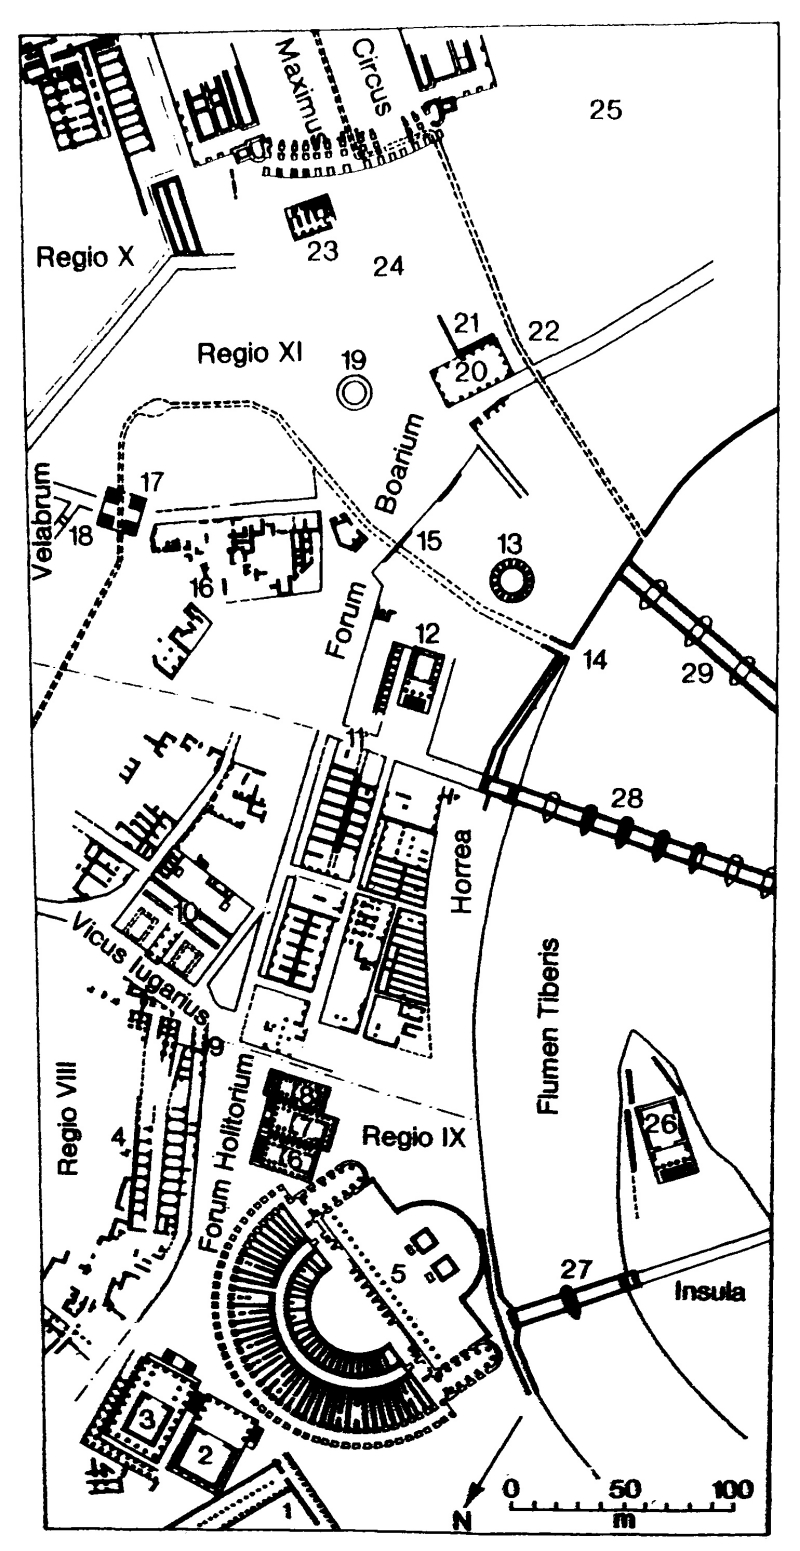 Circus
Maximus
25
Regio X
23
24
21
22
Regio XI
19
20
Boarium
Velabrum
17
18
15
13
16
Forum
12
14
29
11
28
Horrea
10
Vicus Iugarius
Flumen Tiberis
9
Regio VIII
8
4
7
6
Regio IX
26
Forum Holitorium
5
27
Insula
3
2
1
N
0 50 100
m